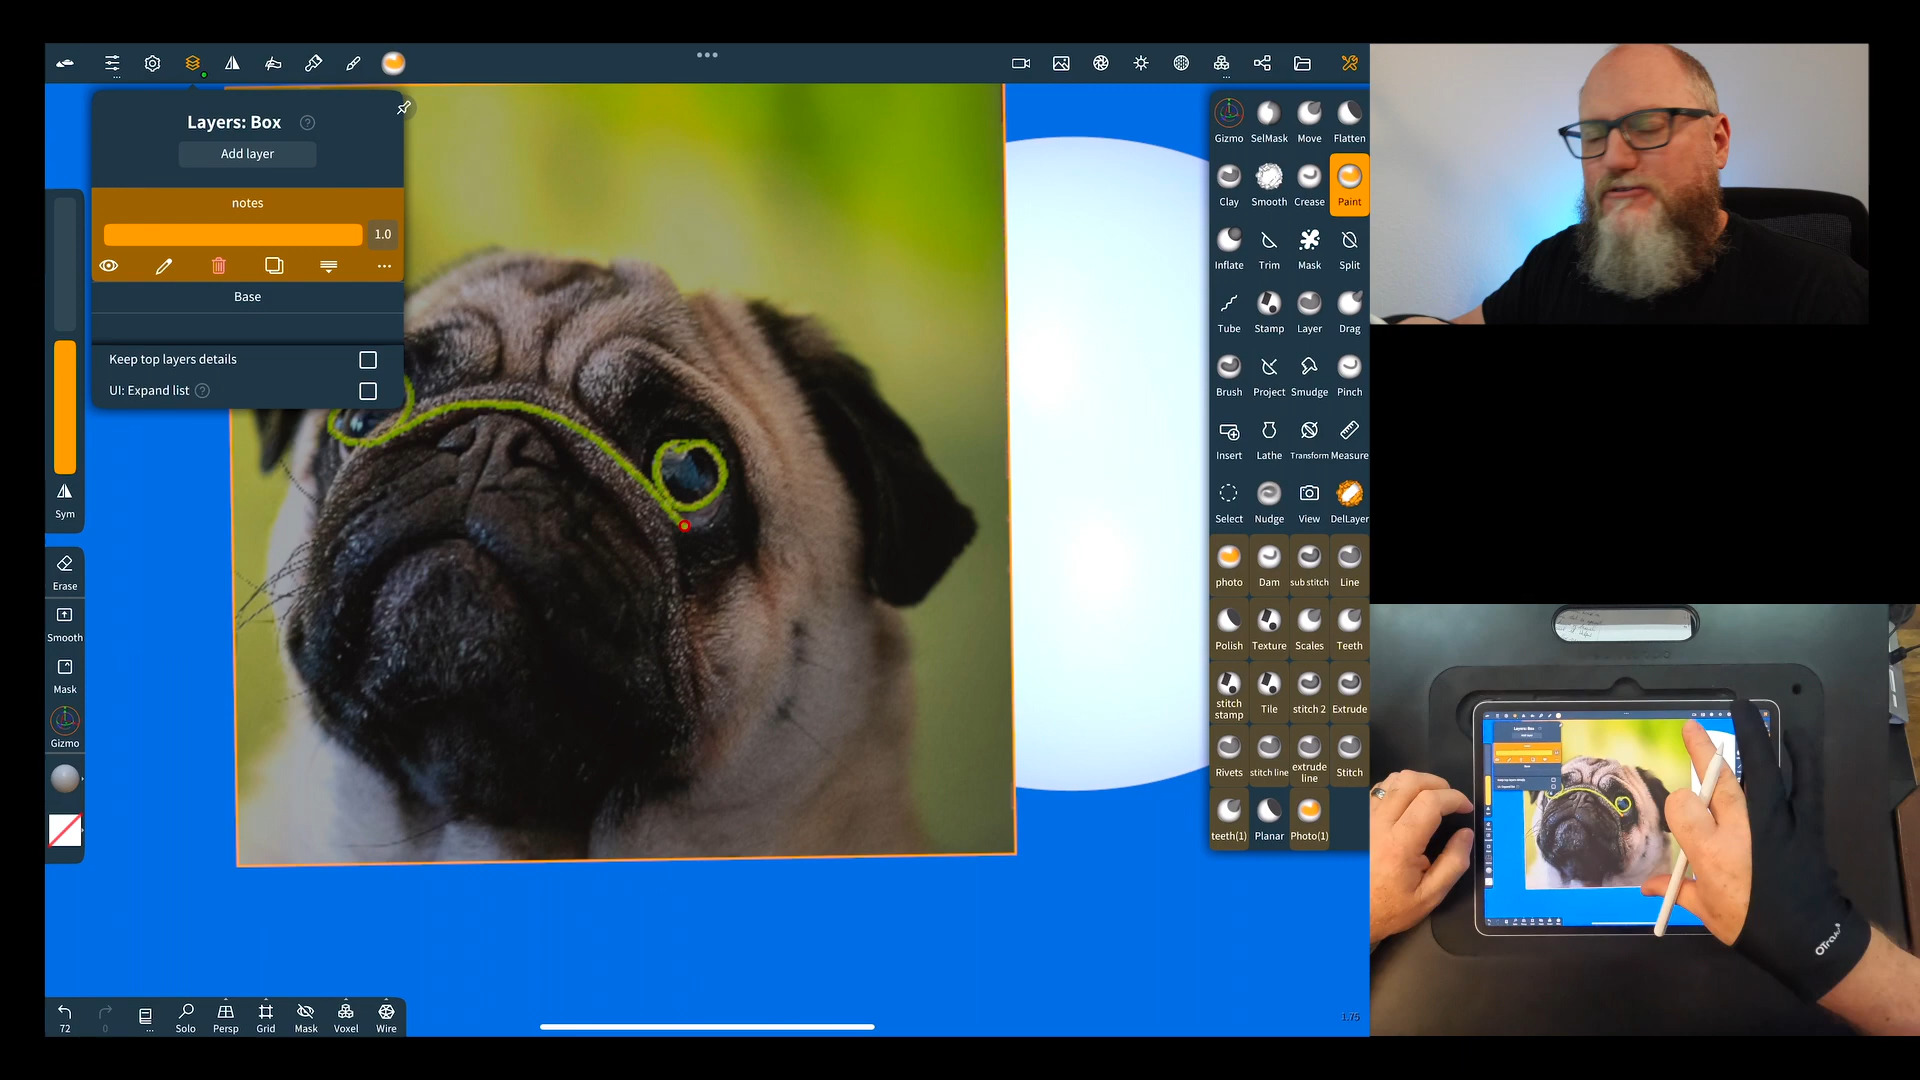 Layers: Box ?
Add layer
notes
1.0
Base
Keep top layers details
UI: Expand list ?
Sym
Erase
Smooth
Mask
Gizmo
72
0
Solo
Persp
Grid
Mask
Voxel
Wire
1.75
Gizmo SelMask Move Flatten
Clay Smooth Crease Paint
Inflate Trim Mask Split
Tube Stamp Layer Drag
Brush Project Smudge Pinch
Insert Lathe Transform Measure
Select Nudge View DelLayer
photo Dam sub stitch Line
Polish Texture Scales Teeth
stitch stamp Tile stitch 2 Extrude
Rivets stitch line extrude line Stitch
teeth(1) Planar Photo(1)